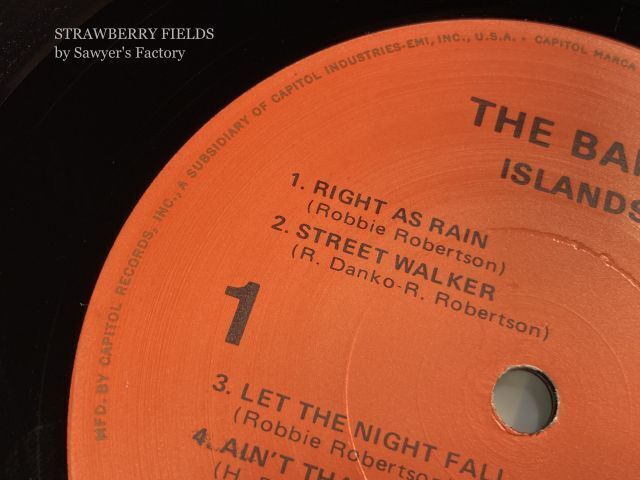 STRAWBERRY FIELDS
by Sawyer's Factory
MFD. BY CAPITOL RECORDS, INC., A SUBSIDIARY OF CAPITOL INDUSTRIES-EMI, INC., U.S.A. • CAPITOL MARCA
THE
ISLANDS
1. RIGHT AS RAIN
(Robbie Robertson)
2. STREET WALKER
(R. Danko-R. Robertson)
1
3. LET THE NIGHT FALL
(Robbie Robertson)
4. AIN'T